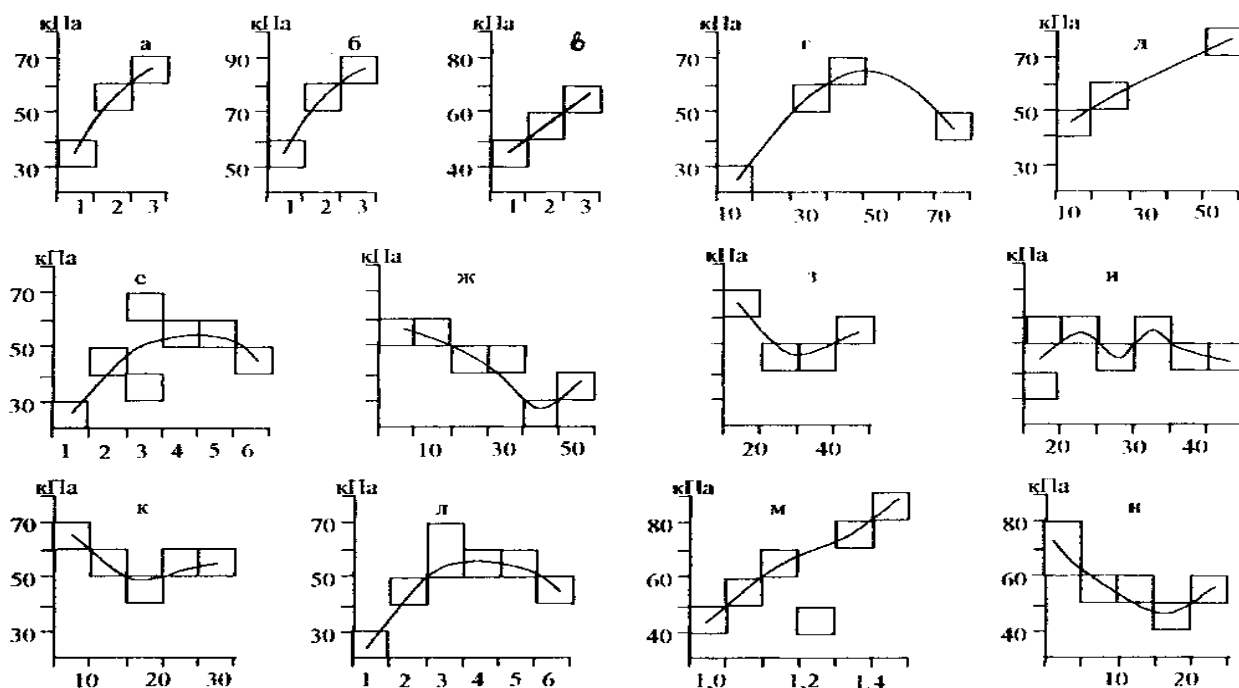 кПа кПа кПа кПа кПа
а б в г д
70 90 80 70 70
50 70 60 50 50
30 50 40 30 30
1 2 3 1 2 3 1 2 3 10 30 50 70 10 30 50
кПа кПа кПа кПа
е ж з и
70
50
30
1 2 3 4 5 6 10 30 50 20 40 20 30 40
кПа кПа кПа кПа
к л м н
70 70 80 80
50 50 60 60
30 30 40 40
10 20 30 1 2 3 4 5 6 1,0 1,2 1,4 10 20